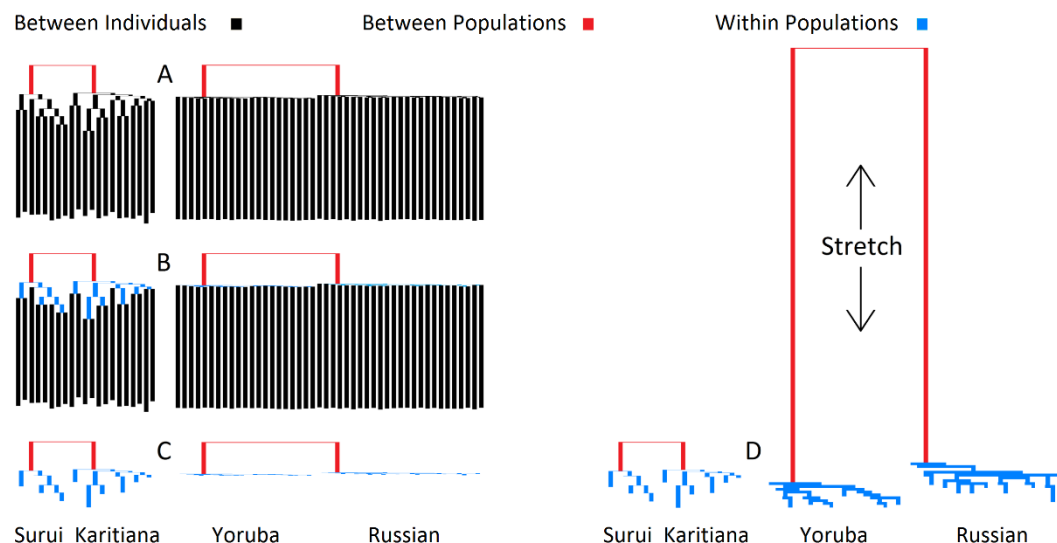 Between Individuals Between Populations Within Populations
A
Stretch
B
C D
Surui Karitiana Yoruba Russian Surui Karitiana Yoruba Russian